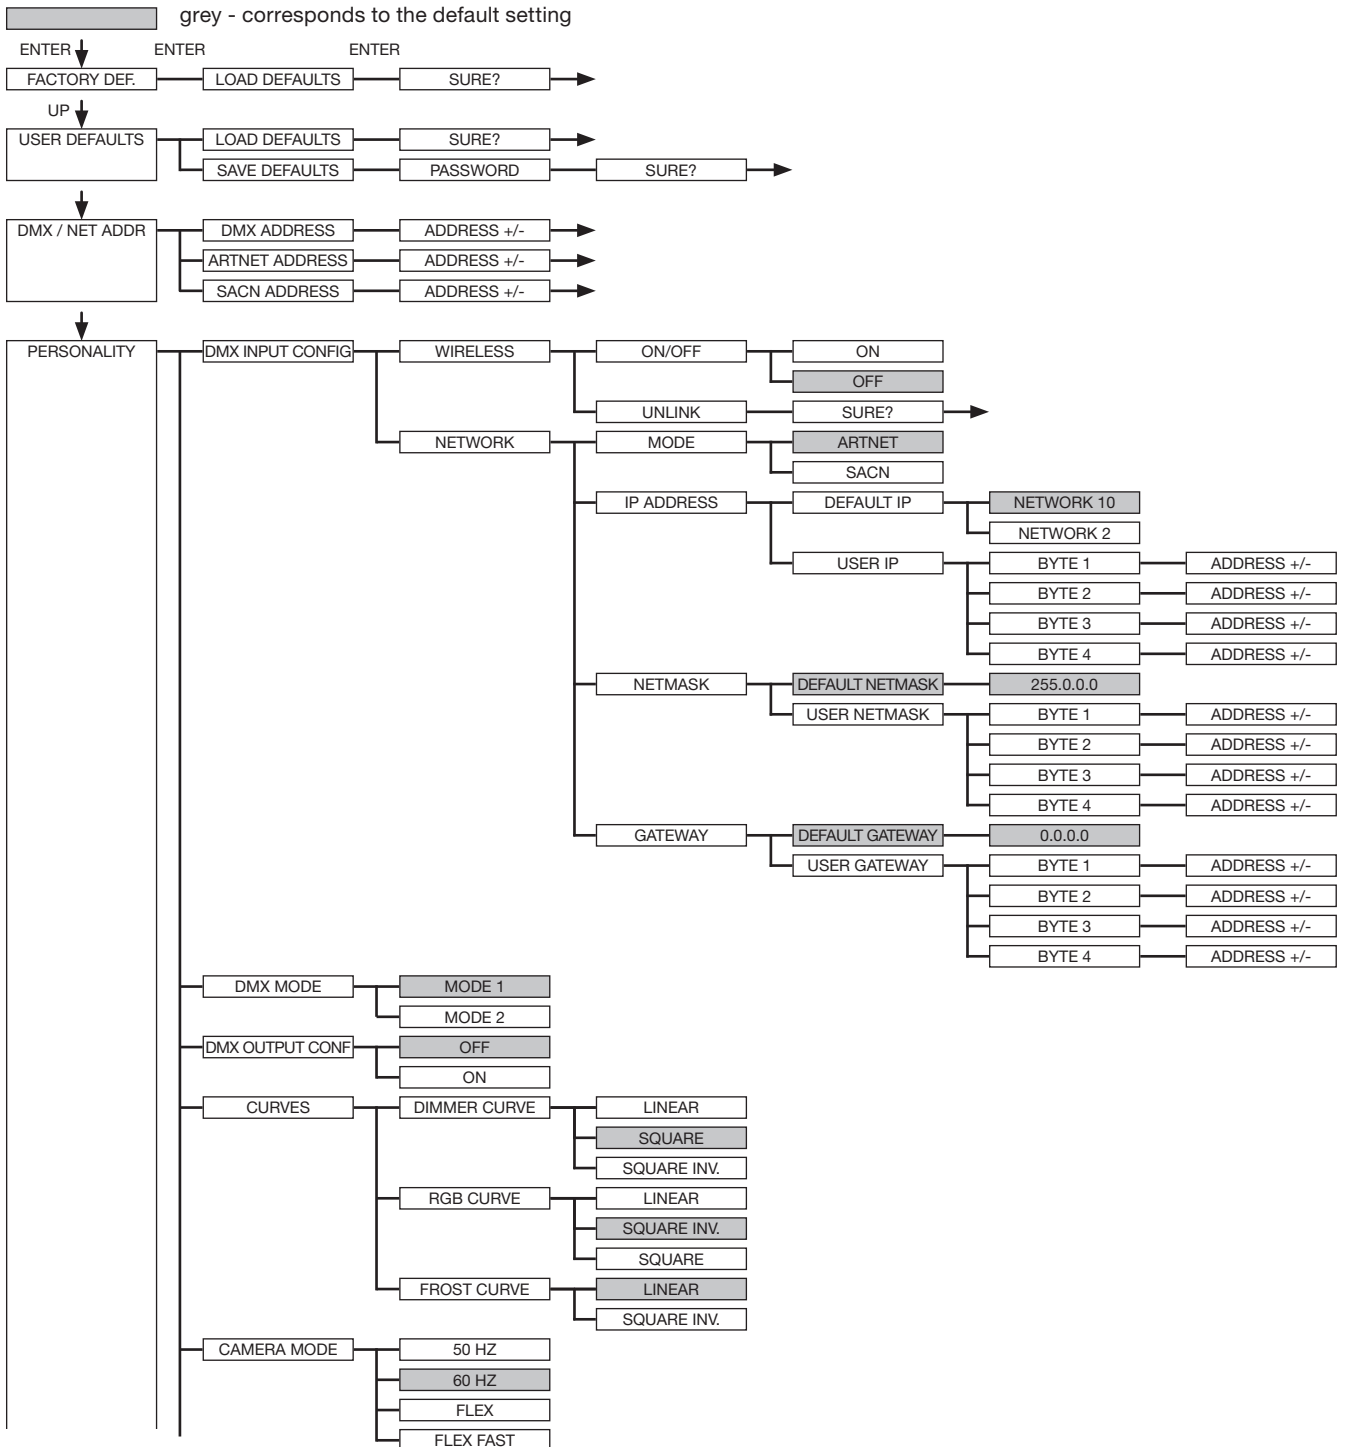 grey - corresponds to the default setting
ENTER ENTER ENTER
FACTORY DEF. LOAD DEFAULTS SURE?
UP
USER DEFAULTS LOAD DEFAULTS SURE?
SAVE DEFAULTS PASSWORD SURE?
DMX / NET ADDR DMX ADDRESS ADDRESS +/-
ARTNET ADDRESS ADDRESS +/-
SACN ADDRESS ADDRESS +/-
PERSONALITY DMX INPUT CONFIG WIRELESS ON/OFF ON
OFF
UNLINK SURE?
NETWORK MODE ARTNET
SACN
IP ADDRESS DEFAULT IP NETWORK 10
NETWORK 2
USER IP BYTE 1 ADDRESS +/-
BYTE 2 ADDRESS +/-
BYTE 3 ADDRESS +/-
BYTE 4 ADDRESS +/-
NETMASK DEFAULT NETMASK 255.0.0.0
USER NETMASK BYTE 1 ADDRESS +/-
BYTE 2 ADDRESS +/-
BYTE 3 ADDRESS +/-
BYTE 4 ADDRESS +/-
GATEWAY DEFAULT GATEWAY 0.0.0.0
USER GATEWAY BYTE 1 ADDRESS +/-
BYTE 2 ADDRESS +/-
BYTE 3 ADDRESS +/-
BYTE 4 ADDRESS +/-
DMX MODE MODE 1
MODE 2
DMX OUTPUT CONF OFF
ON
CURVES DIMMER CURVE LINEAR
SQUARE
SQUARE INV.
RGB CURVE LINEAR
SQUARE INV.
SQUARE
FROST CURVE LINEAR
SQUARE INV.
CAMERA MODE 50 HZ
60 HZ
FLEX
FLEX FAST